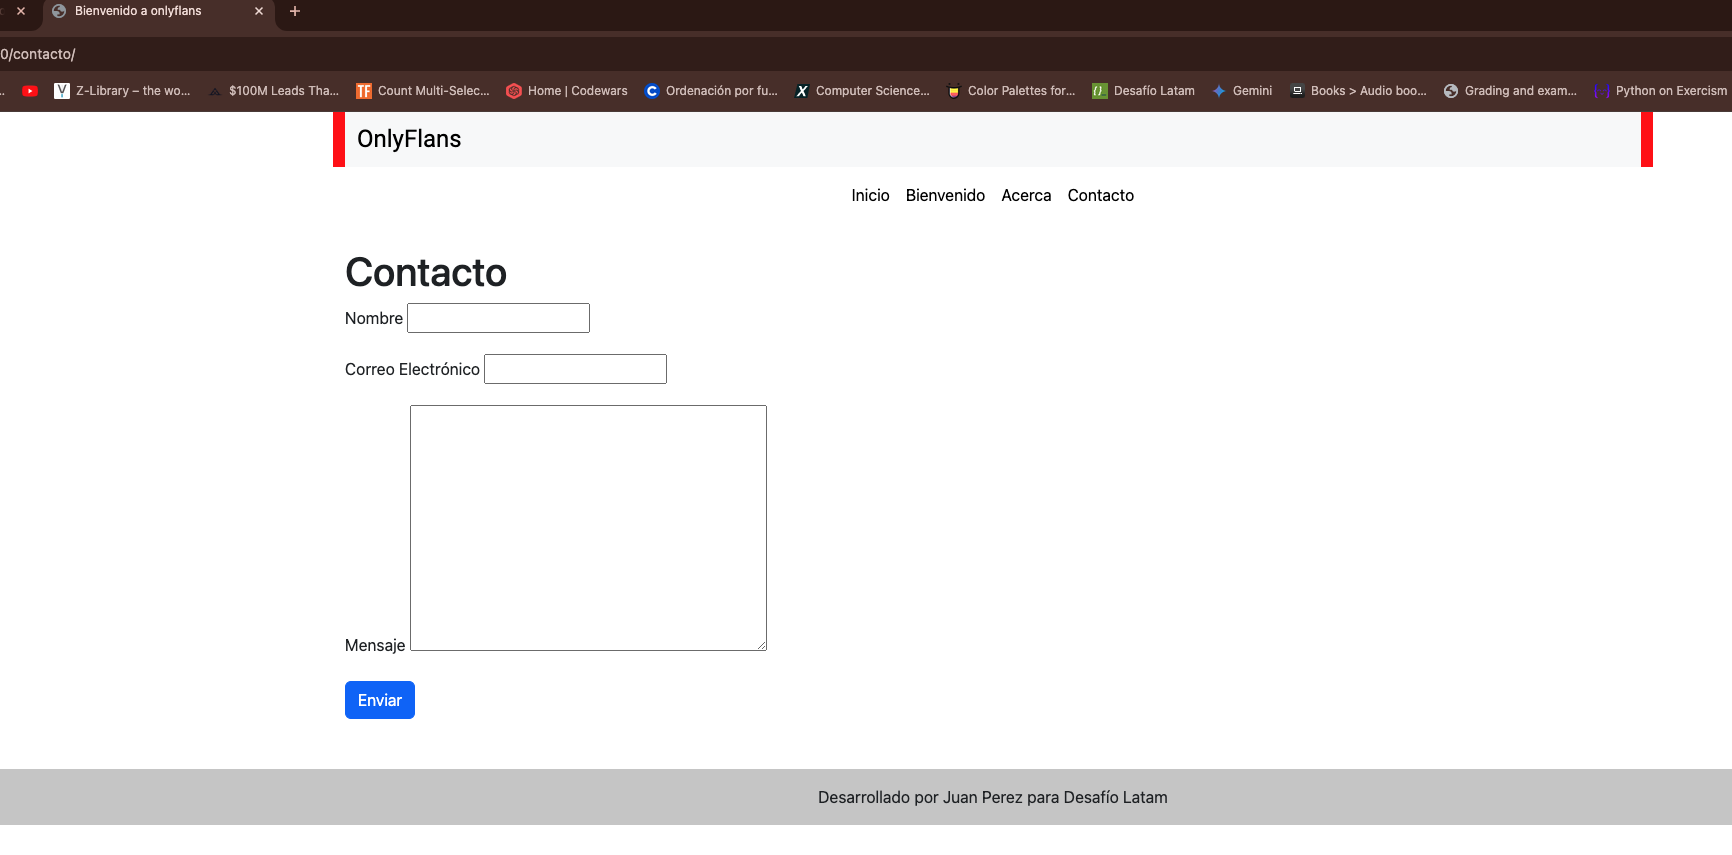 Bienvenido a onlyflans
0/contacto/
Z-Library – the wo... $100M Leads Tha... TF Count Multi-Selec... Home | Codewars Ordenación por fu... Computer Science... Color Palettes for... Desafío Latam Gemini Books > Audio boo... Grading and exam... Python on Exercism
OnlyFlans
Inicio Bienvenido Acerca Contacto
Contacto
Nombre
Correo Electrónico
Mensaje
Enviar
Desarrollado por Juan Perez para Desafío Latam